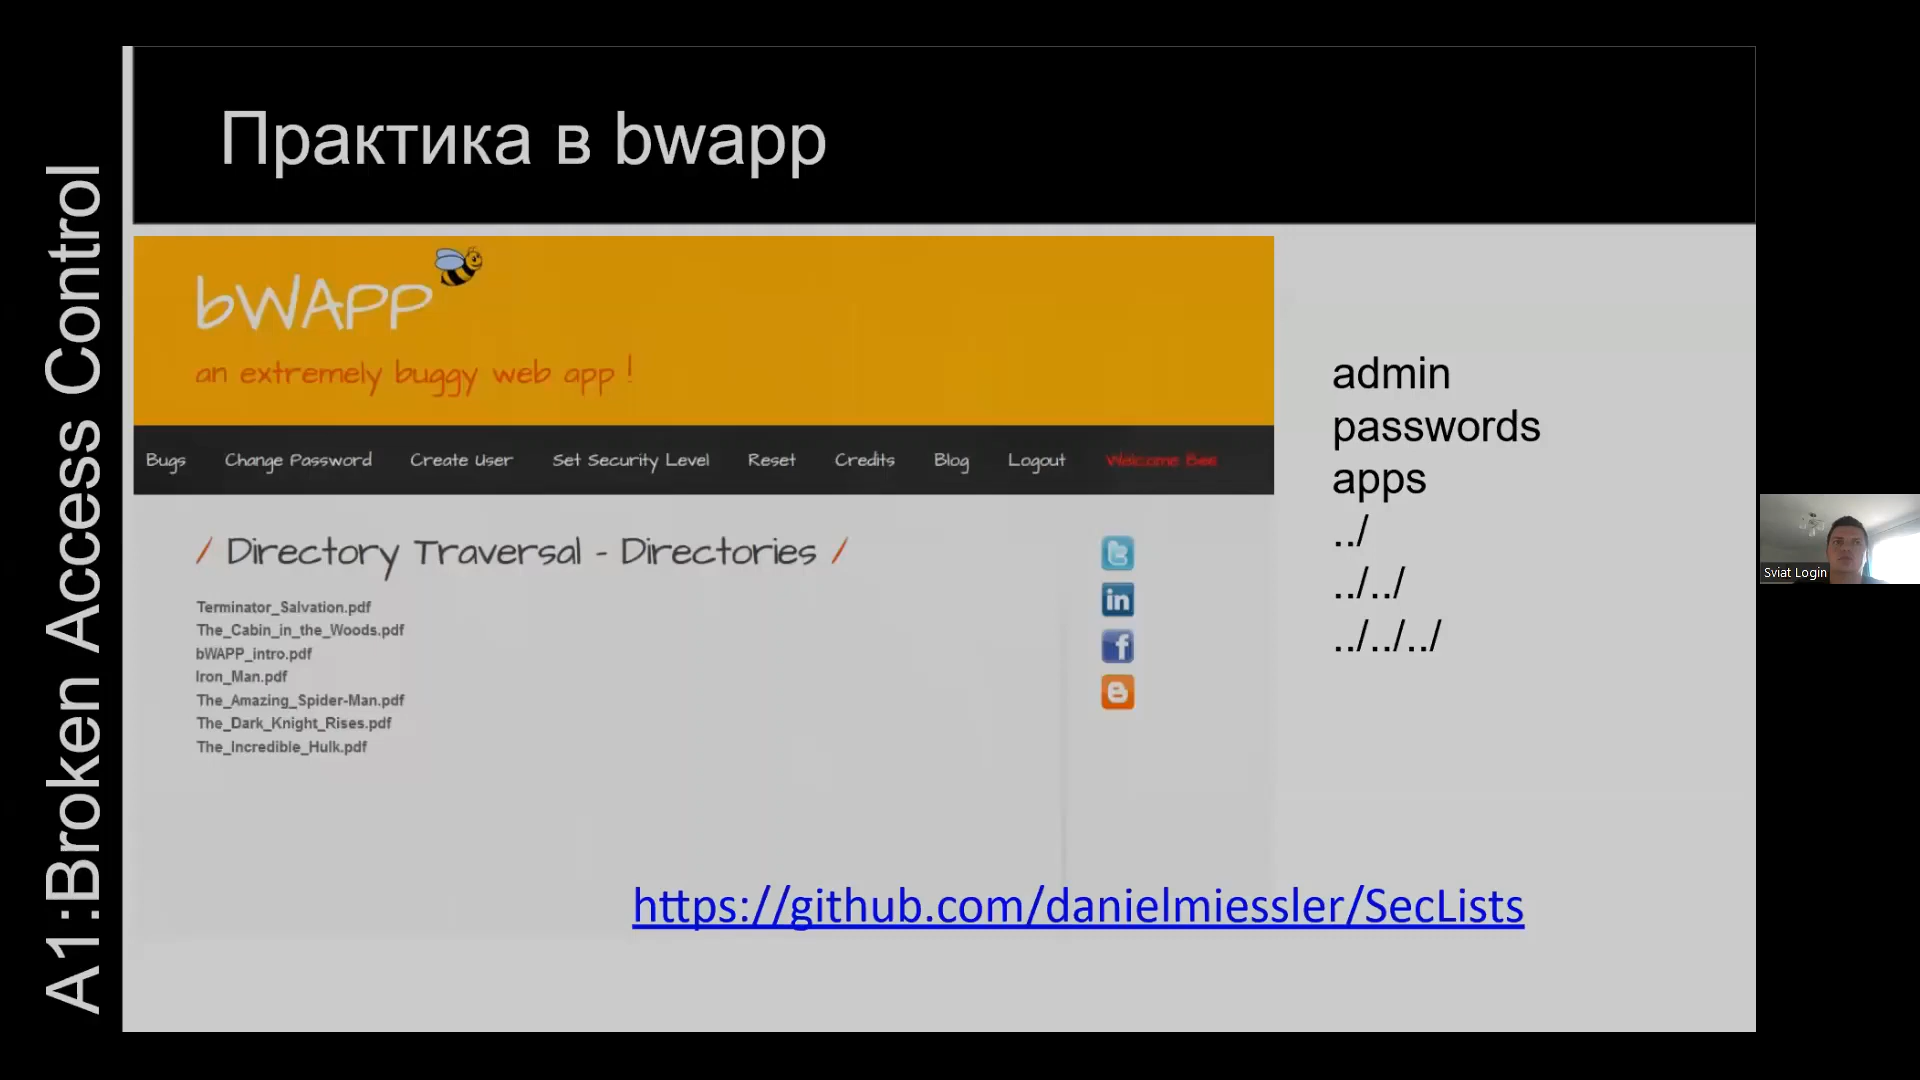 Практика в bwapp
A1:Broken Access Control
bWAPP
an extremely buggy web app !
Bugs Change Password Create User Set Security Level Reset Credits Blog Logout Welcome Bee
/ Directory Traversal - Directories /
Terminator_Salvation.pdf
The_Cabin_in_the_Woods.pdf
bWAPP_intro.pdf
Iron_Man.pdf
The_Amazing_Spider-Man.pdf
The_Dark_Knight_Rises.pdf
The_Incredible_Hulk.pdf
admin
passwords
apps
../
../../
../../../
https://github.com/danielmiessler/SecLists
Sviat Login